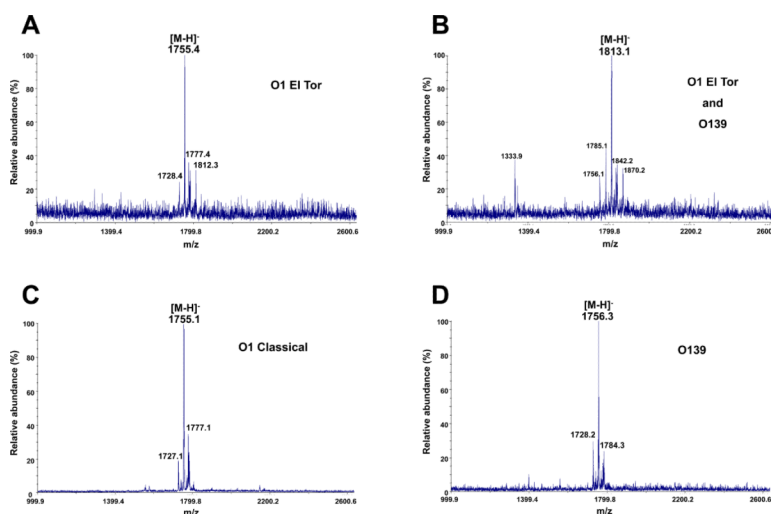 A
[M-H]-
1755.4
O1 El Tor
1777.4
1812.3
1728.4
Relative abundance (%)
100
80
60
40
20
0
999.9 1399.4 1799.8 2200.2 2600.6
m/z
B
[M-H]-
1813.1
O1 El Tor
and
O139
1785.1
1842.2
1333.9
1756.1
1870.2
Relative abundance (%)
100
80
60
40
20
0
999.9 1399.4 1799.8 2200.2 2600.6
m/z
C
[M-H]-
1755.1
O1 Classical
1777.1
1727.1
Relative abundance (%)
100
80
60
40
20
0
999.9 1399.4 1799.8 2200.2 2600.6
m/z
D
[M-H]-
1756.3
O139
1728.2
1784.3
Relative abundance (%)
100
80
60
40
20
0
999.9 1399.4 1799.8 2200.2 2600.6
m/z